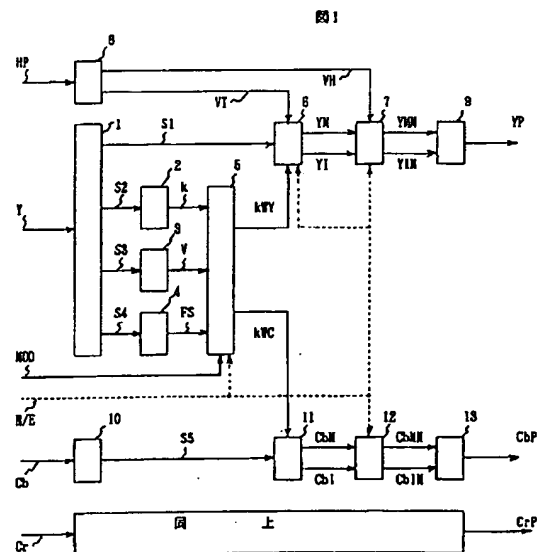 図1
HP
8
VH
VT
6
7
9
1
S1
YM
YMN
YP
YI
YIN
2
5
S2
k
Y
kWY
3
S3
V
4
S4
FS
kWC
MOD
M/E
10
11
12
13
S5
CbM
CbMN
CbP
Cb
CbI
CbIN
同 上
Cr
CrP